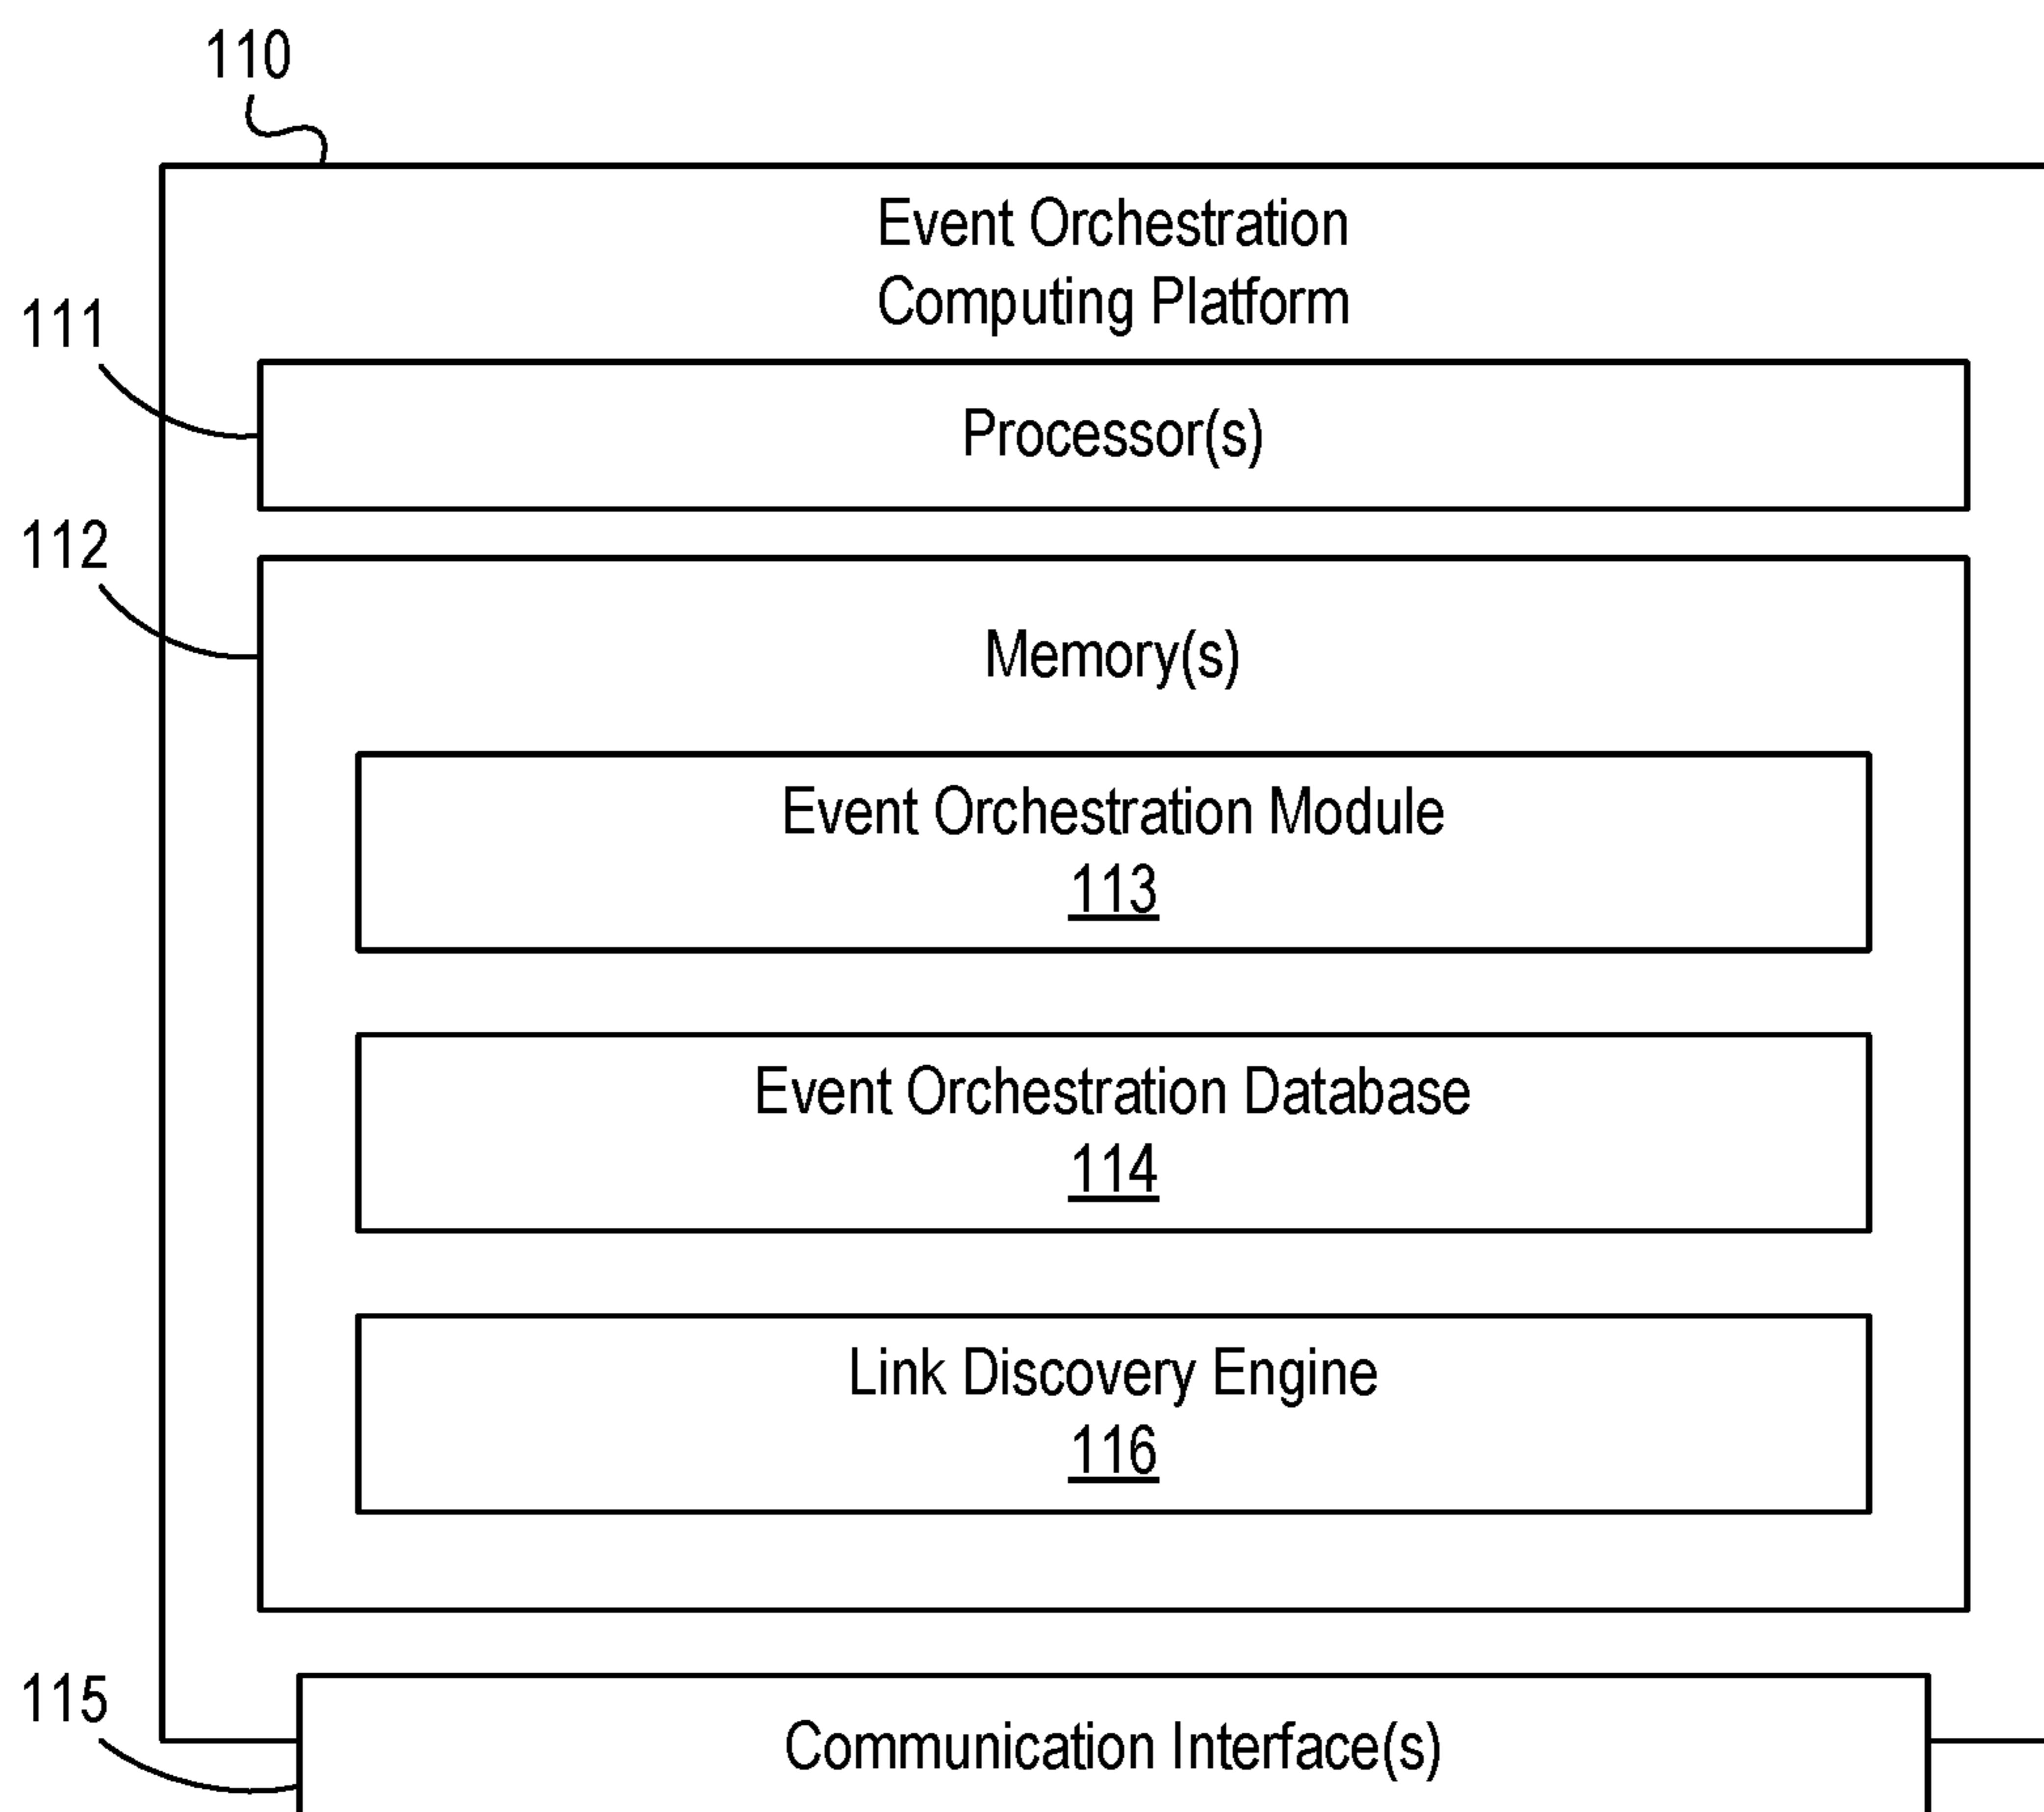 110
Event Orchestration
Computing Platform
111
Processor(s)
112
Memory(s)
Event Orchestration Module
113
Event Orchestration Database
114
Link Discovery Engine
116
115
Communication Interface(s)